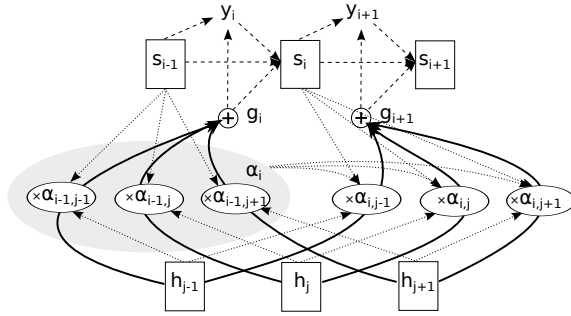 y_i y_{i+1}
s_{i-1} s_i s_{i+1}
+ g_i + g_{i+1}
α_i
×α_{i-1,j-1} ×α_{i-1,j} ×α_{i-1,j+1} ×α_{i,j-1} ×α_{i,j} ×α_{i,j+1}
h_{j-1} h_j h_{j+1}